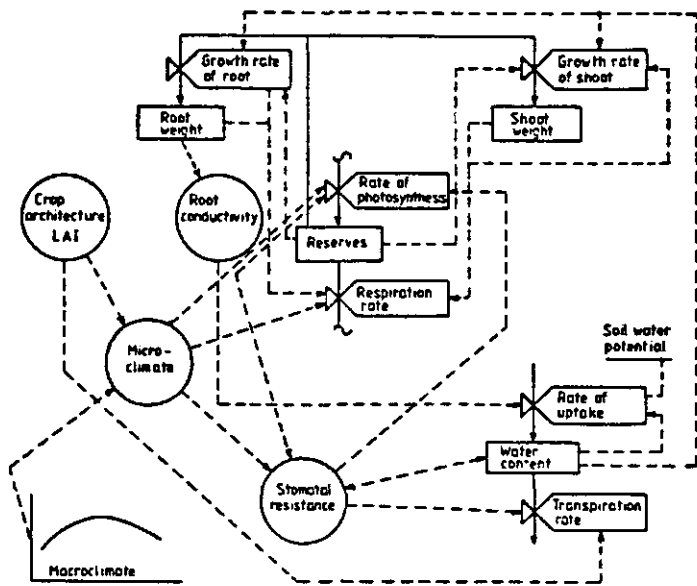 Growth rate
of root
Growth rate
of shoot
Root
weight
Shoot
weight
Crop
architecture
LAI
Root
conductivity
Rate of
photosynthesis
Reserves
Respiration
rate
Micro-
climate
Soil water
potential
Rate of
uptake
Water
content
Stomatal
resistance
Transpiration
rate
Macroclimate